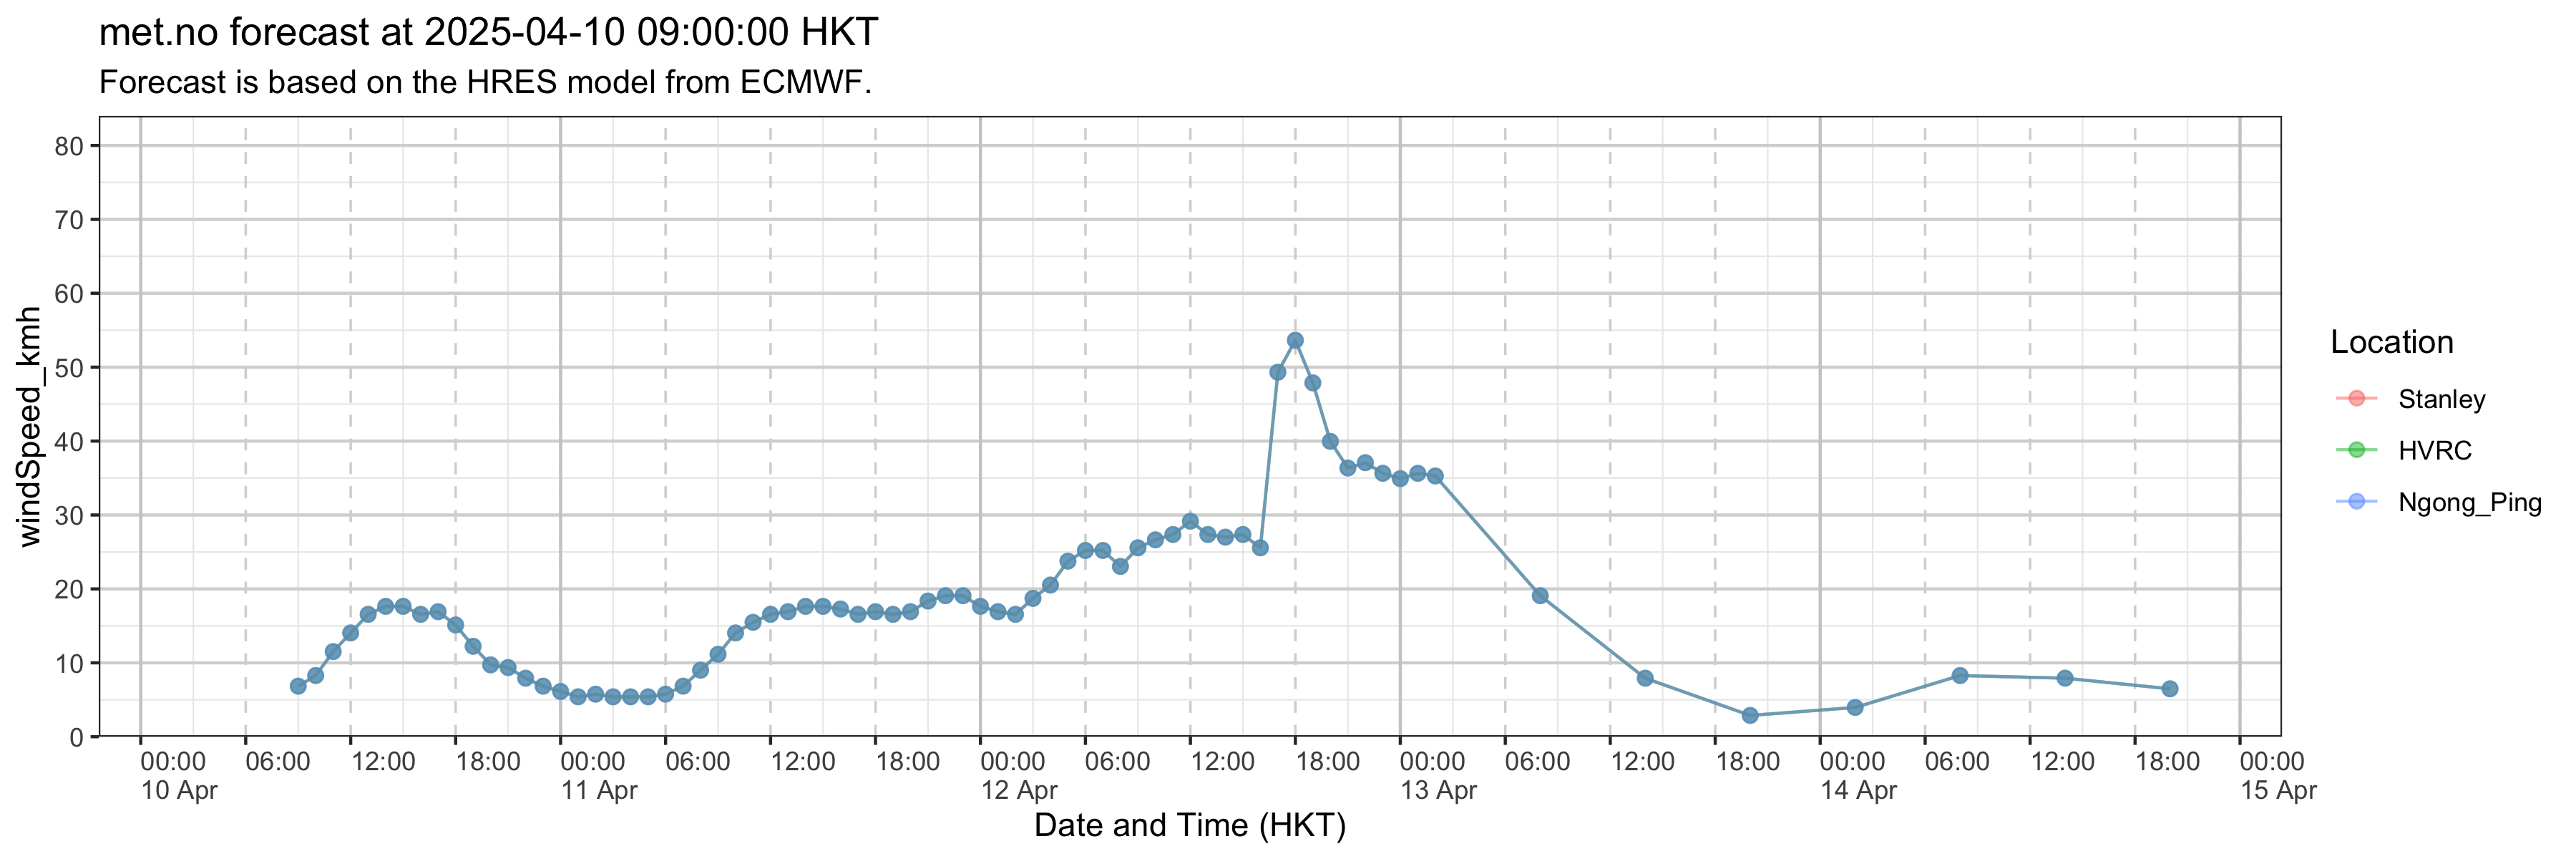 met.no forecast at 2025-04-10 09:00:00 HKT
Forecast is based on the HRES model from ECMWF.
windSpeed_kmh
80
70
60
50
40
30
20
10
0
00:00 06:00 12:00 18:00 00:00 06:00 12:00 18:00 00:00 06:00 12:00 18:00 00:00 06:00 12:00 18:00 00:00 06:00 12:00 18:00 00:00
10 Apr 11 Apr 12 Apr 13 Apr 14 Apr 15 Apr
Date and Time (HKT)
Location
Stanley
HVRC
Ngong_Ping